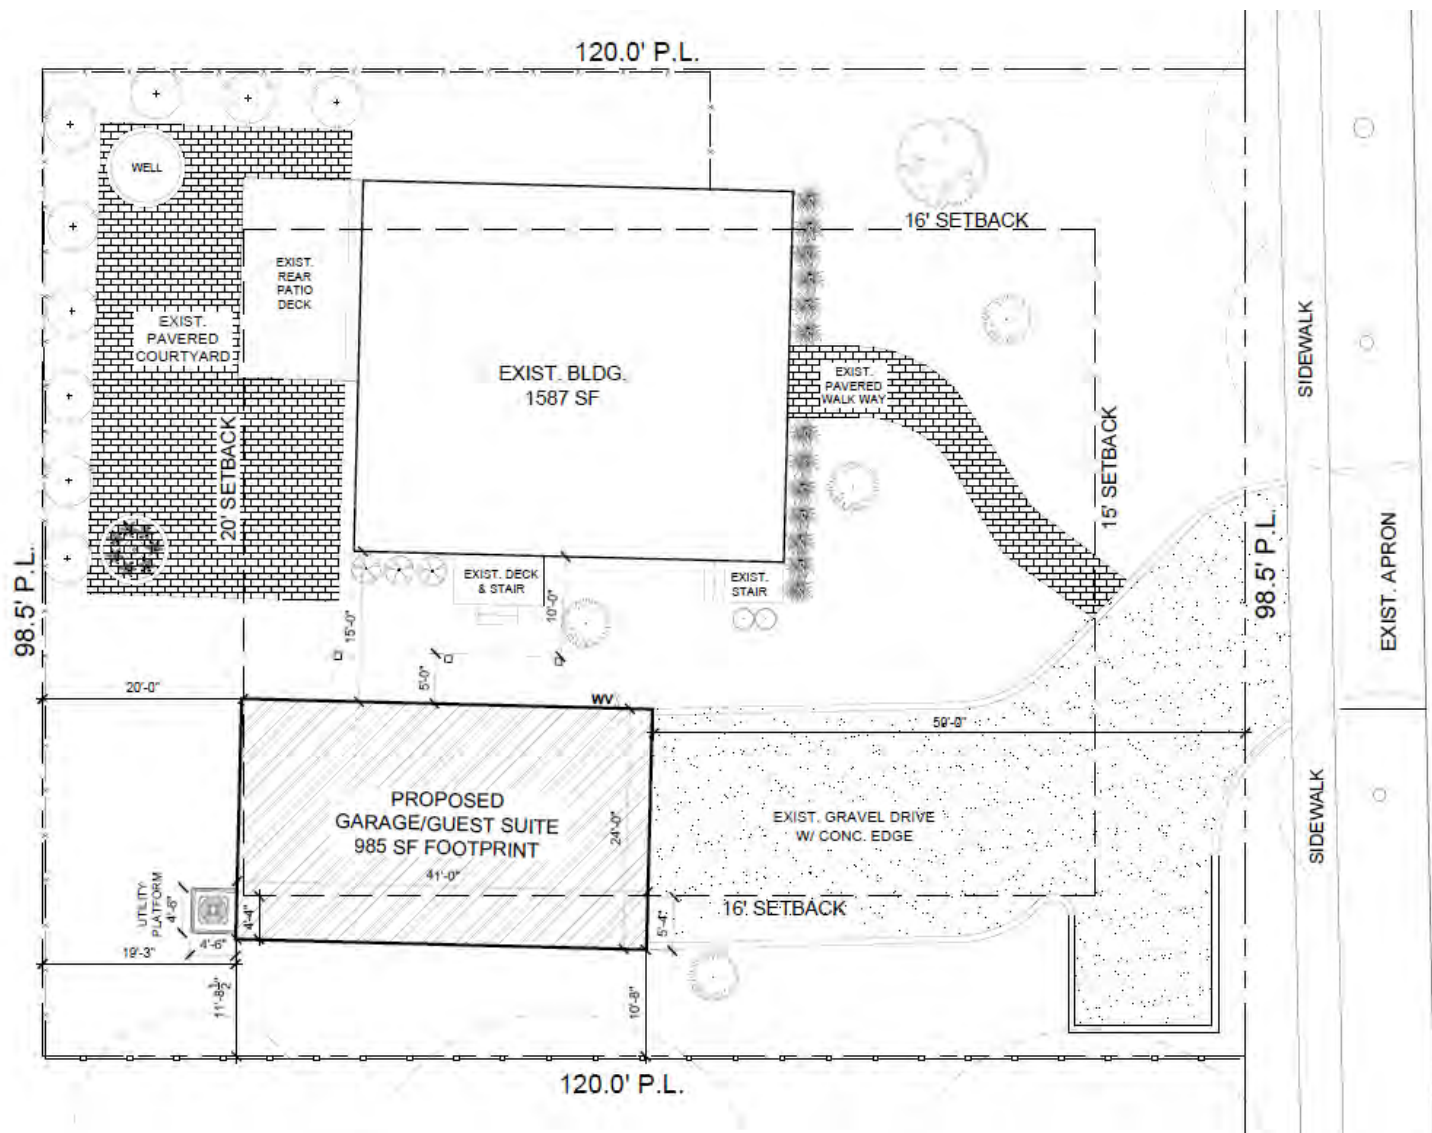 120.0' P.L.
WELL
16' SETBACK
EXIST.
REAR
PATIO
DECK
EXIST.
PAVERED
COURTYARD
EXIST. BLDG.
1587 SF
EXIST.
PAVERED
WALK WAY
SIDEWALK
20' SETBACK
15' SETBACK
98.5' P.L.
98.5' P.L.
EXIST. APRON
EXIST. DECK
& STAIR
EXIST.
STAIR
15'-0"
10'-0"
5'-0"
20'-0"
WV
59'-0"
PROPOSED
GARAGE/GUEST SUITE
985 SF FOOTPRINT
41'-0"
24'-0"
EXIST. GRAVEL DRIVE
W/ CONC. EDGE
SIDEWALK
UTILITY
PLATFORM
4'-6"
4'-6"
4'-4"
5'-4"
16' SETBACK
19'-3"
11'-8½"
10'-8"
120.0' P.L.